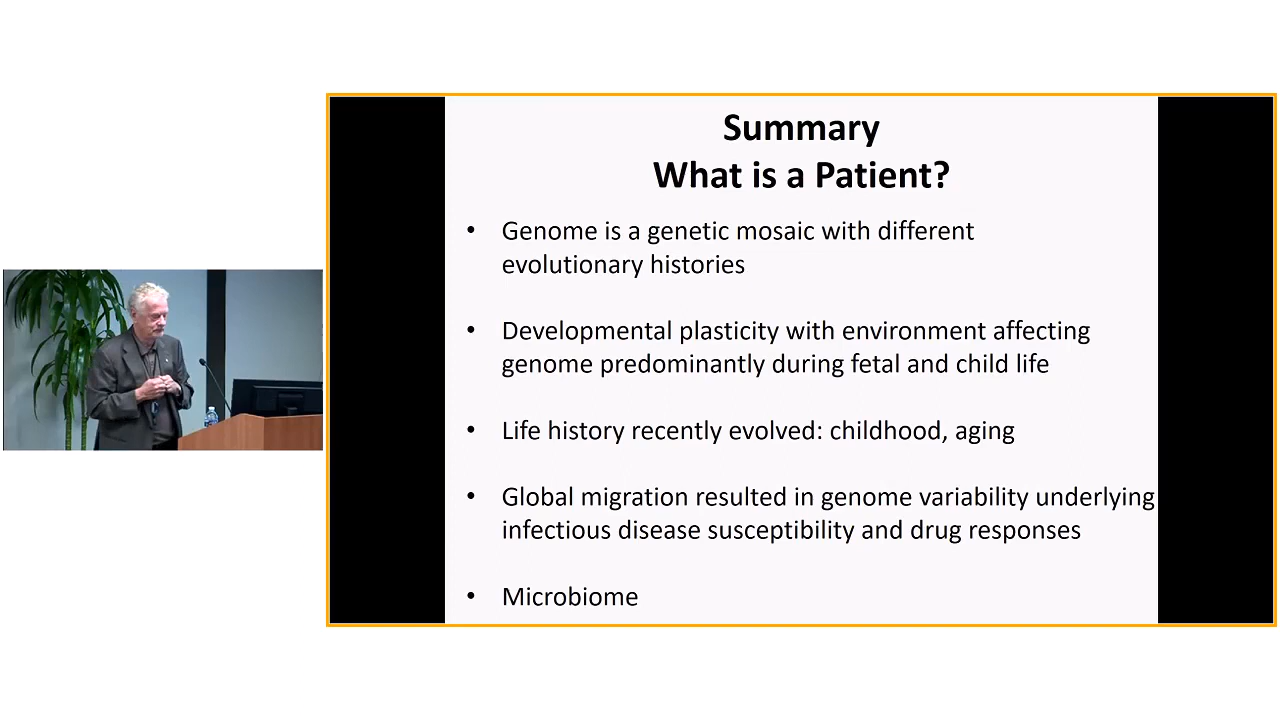 Summary
What is a Patient?
• Genome is a genetic mosaic with different
evolutionary histories
• Developmental plasticity with environment affecting
genome predominantly during fetal and child life
• Life history recently evolved: childhood, aging
• Global migration resulted in genome variability underlying
infectious disease susceptibility and drug responses
• Microbiome